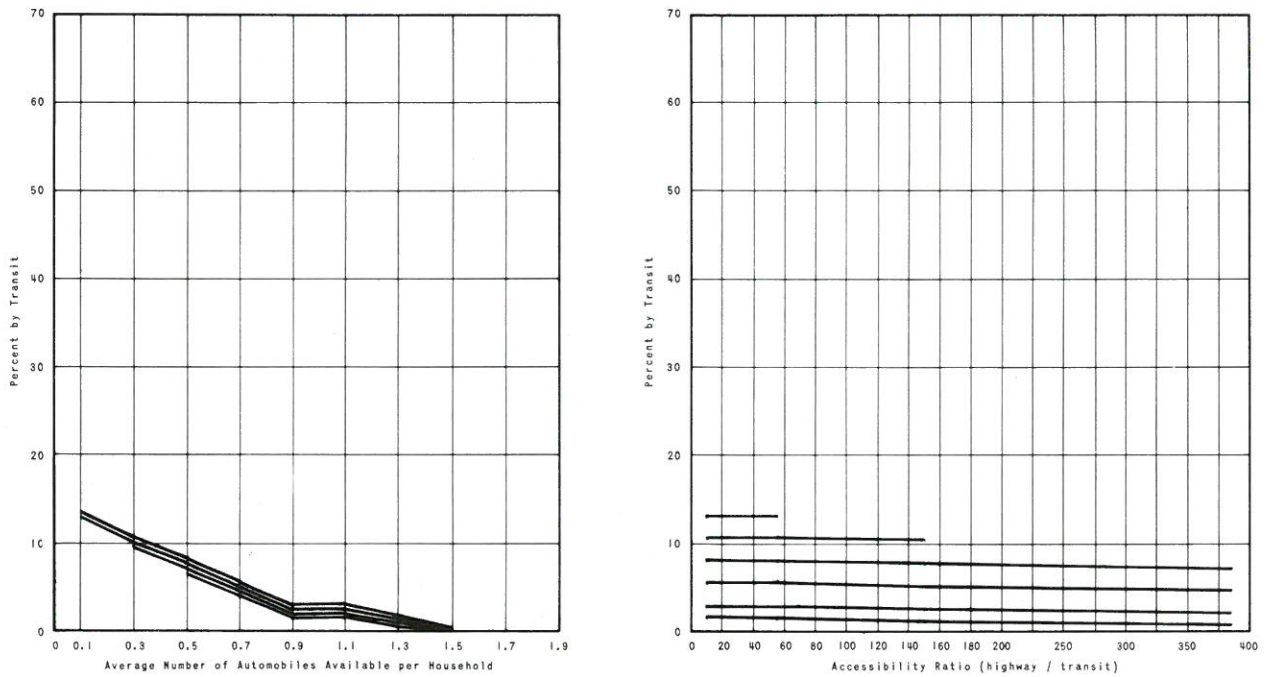 70
60
50
40
30
20
10
0
Percent by Transit
0 0.1 0.3 0.5 0.7 0.9 1.1 1.3 1.5 1.7 1.9
Average Number of Automobiles Available per Household
70
60
50
40
30
20
10
0
Percent by Transit
0 20 40 60 80 100 120 140 160 180 200 250 300 350 400
Accessibility Ratio (highway / transit)